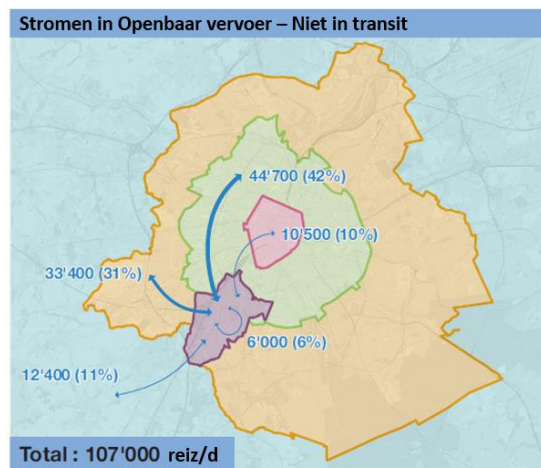 Stromen in Openbaar vervoer – Niet in transit
44'700 (42%)
10'500 (10%)
33'400 (31%)
6'000 (6%)
12'400 (11%)
Total : 107'000 reiz/d